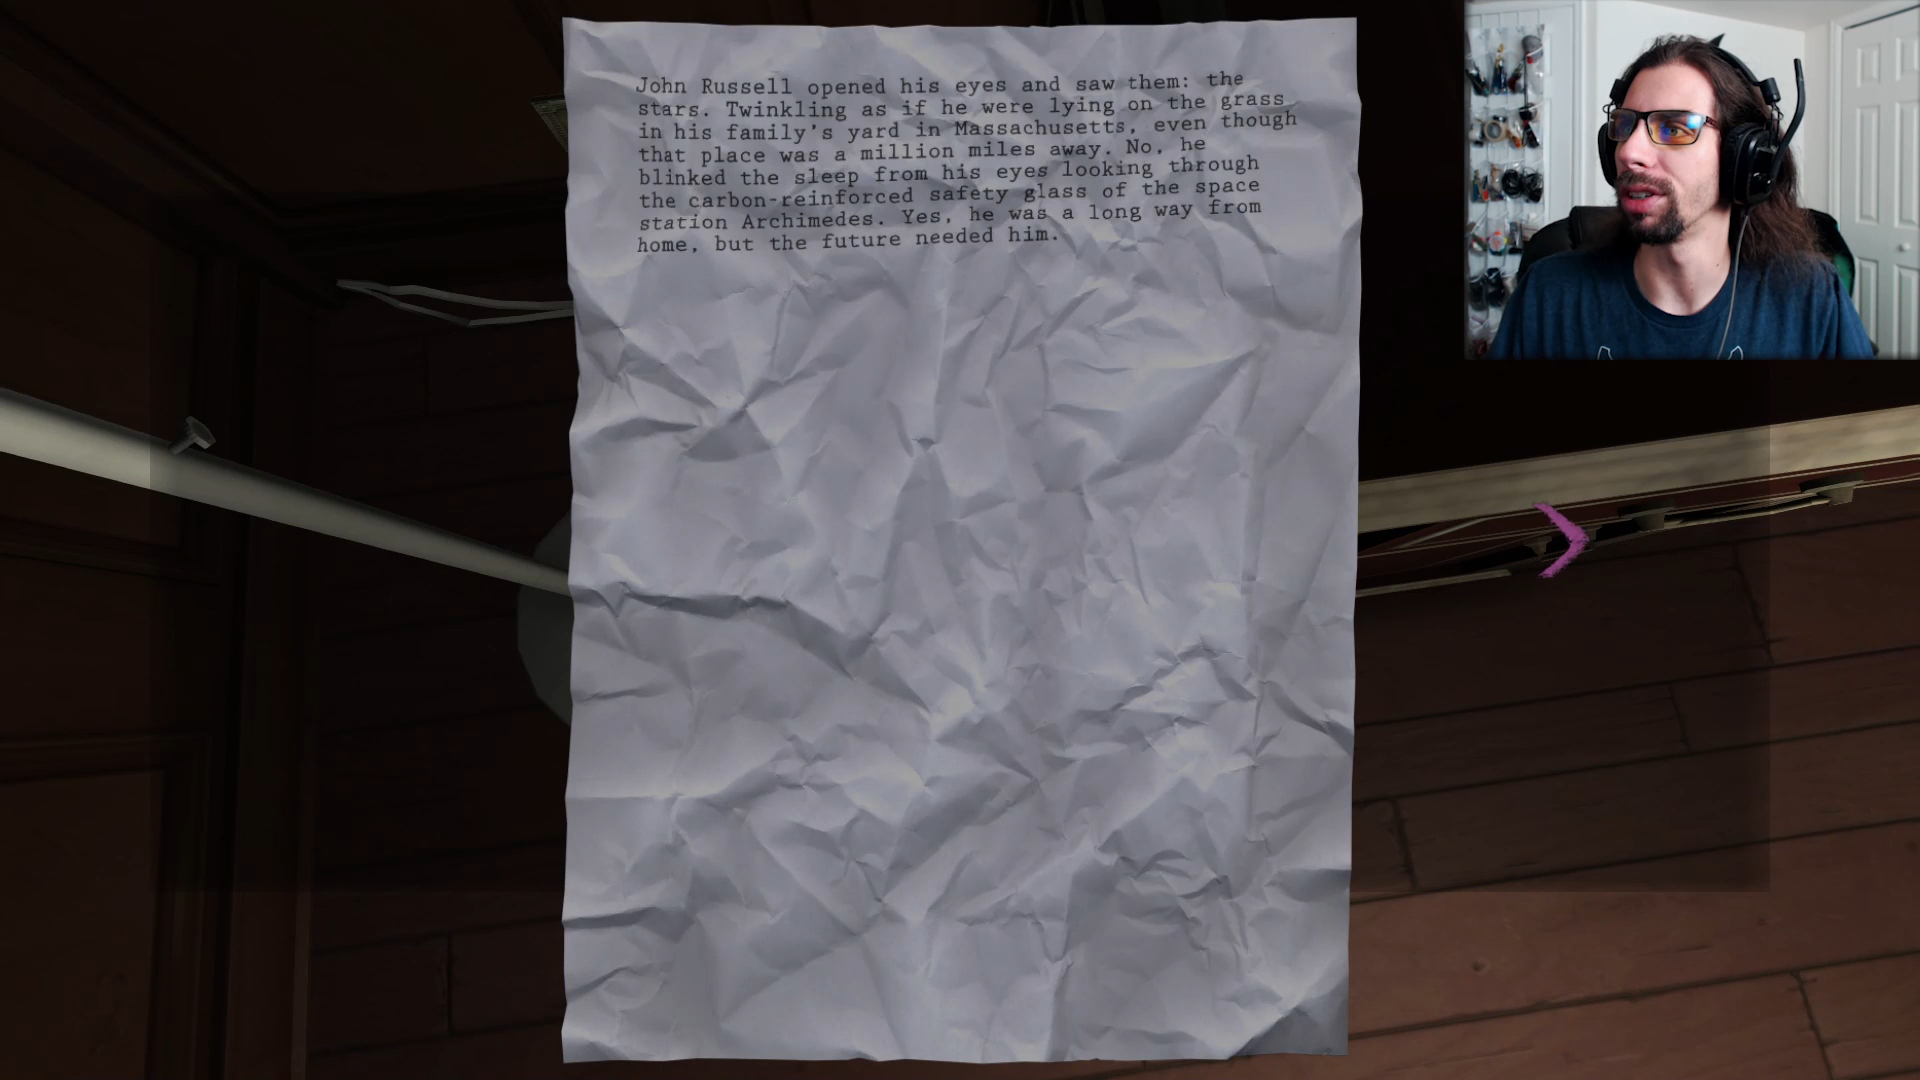 John Russell opened his eyes and saw them: the
stars. Twinkling as if he were lying on the grass
in his family's yard in Massachusetts, even though
that place was a million miles away. No, he
blinked the sleep from his eyes looking through
the carbon-reinforced safety glass of the space
station Archimedes. Yes, he was a long way from
home, but the future needed him.